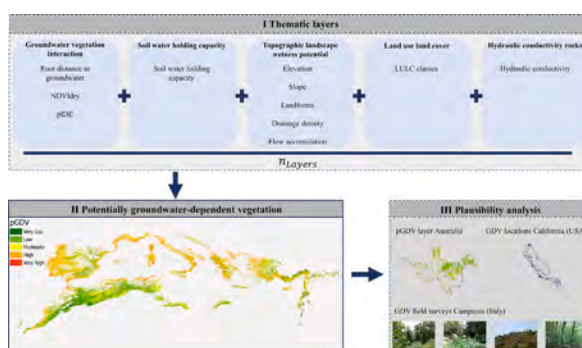 I Thematic layers
Groundwater vegetation
interaction
Root distance to
groundwater
NDVIdry
pIDE
Soil water holding capacity
Soil water holding
capacity
Topographic landscape
wetness potential
Elevation
Slope
Landforms
Drainage density
Flow accumulation
Land use land cover
LULC classes
Hydraulic conductivity rocks
Hydraulic conductivity
nLayers
II Potentially groundwater-dependent vegetation
pGDV
Very low
Low
Moderate
High
Very high
III Plausibility analysis
pGDV layer Australia
GDV locations California (USA)
GDV field surveys Campania (Italy)